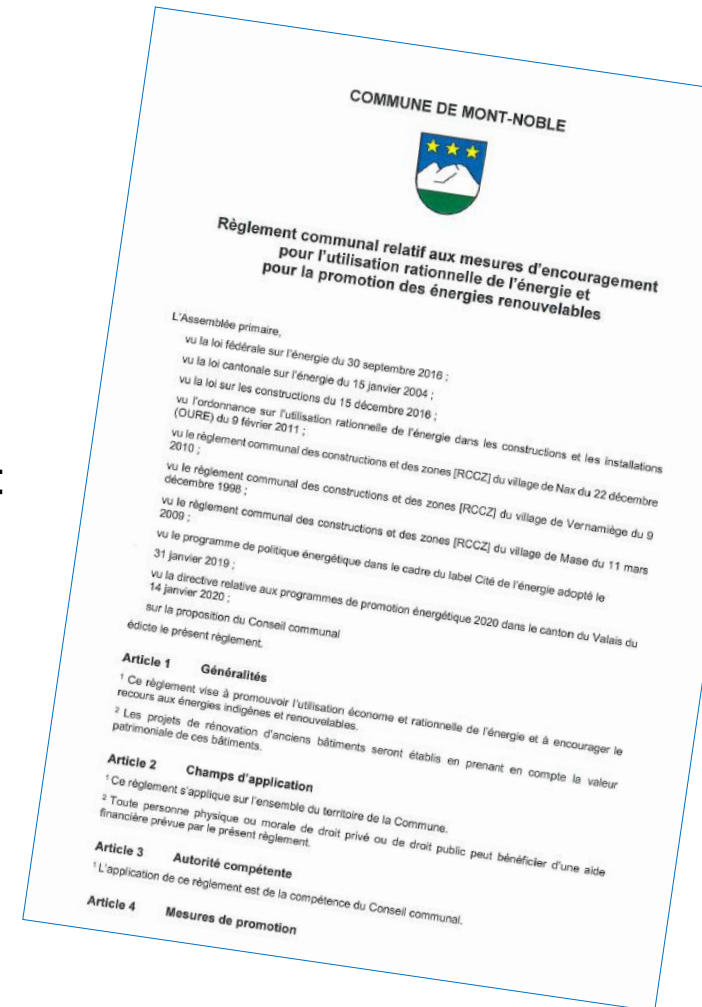 COMMUNE DE MONT-NOBLE
Règlement communal relatif aux mesures d'encouragement
pour l'utilisation rationnelle de l'énergie et
pour la promotion des énergies renouvelables
L'Assemblée primaire,
vu la loi fédérale sur l'énergie du 30 septembre 2016 ;
vu la loi cantonale sur l'énergie du 15 janvier 2004 ;
vu la loi sur les constructions du 15 décembre 2016 ;
vu l'ordonnance sur l'utilisation rationnelle de l'énergie dans les constructions et les installations
(OURE) du 9 février 2011 ;
vu le règlement communal des constructions et des zones [RCCZ] du village de Nax du 22 décembre
2010 ;
vu le règlement communal des constructions et des zones [RCCZ] du village de Vernamiège du 9
décembre 1998 ;
vu le règlement communal des constructions et des zones [RCCZ] du village de Mase du 11 mars
2009 ;
vu le programme de politique énergétique dans le cadre du label Cité de l'énergie adopté le
31 janvier 2019 ;
vu la directive relative aux programmes de promotion énergétique 2020 dans le canton du Valais du
14 janvier 2020 ;
sur la proposition du Conseil communal
édicte le présent règlement.
Article 1 Généralités
¹ Ce règlement vise à promouvoir l'utilisation économe et rationnelle de l'énergie et à encourager le
recours aux énergies indigènes et renouvelables.
² Les projets de rénovation d'anciens bâtiments seront établis en prenant en compte la valeur
patrimoniale de ces bâtiments.
Article 2 Champs d'application
¹ Ce règlement s'applique sur l'ensemble du territoire de la Commune.
² Toute personne physique ou morale de droit privé ou de droit public peut bénéficier d'une aide
financière prévue par le présent règlement.
Article 3 Autorité compétente
¹ L'application de ce règlement est de la compétence du Conseil communal.
Article 4 Mesures de promotion